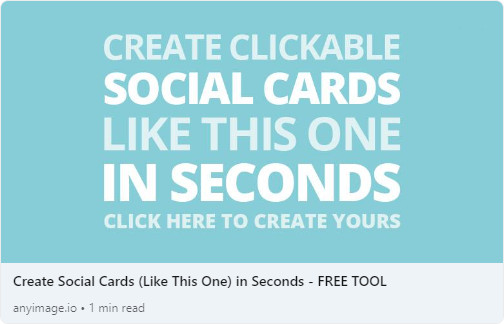 CREATE CLICKABLE
SOCIAL CARDS
LIKE THIS ONE
IN SECONDS
CLICK HERE TO CREATE YOURS
Create Social Cards (Like This One) in Seconds - FREE TOOL
anyimage.io • 1 min read